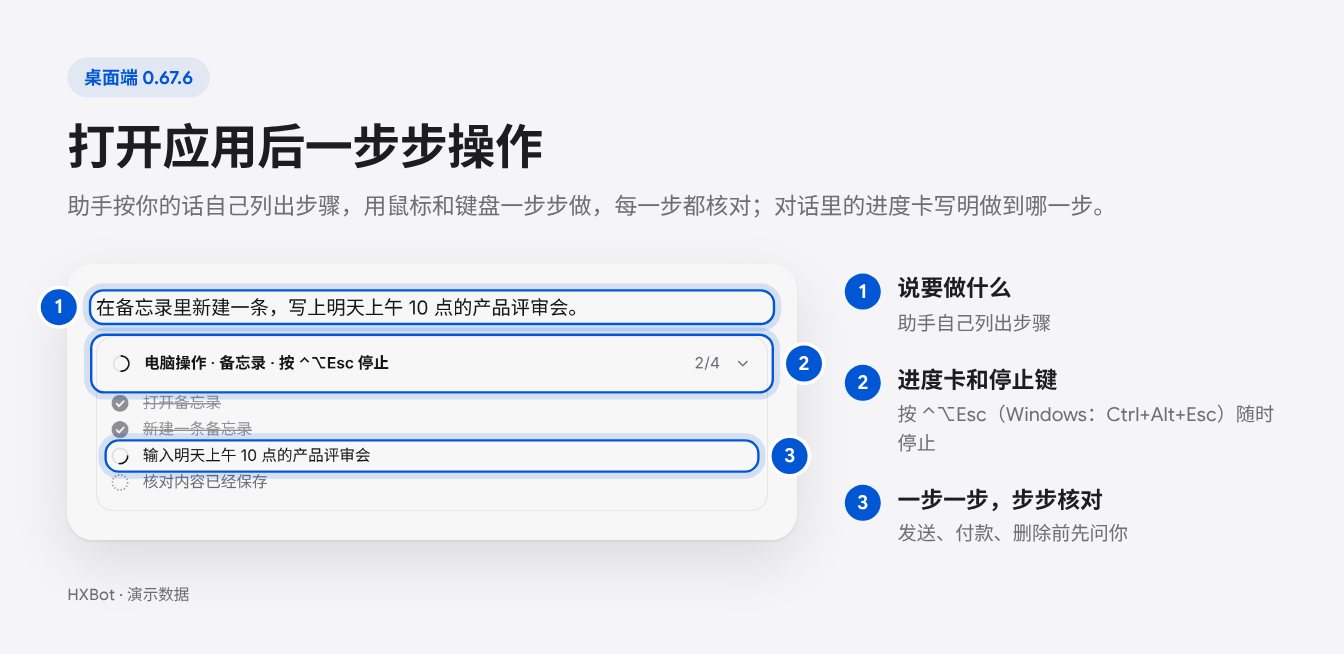 桌面端 0.67.6
打开应用后一步步操作
助手按你的话自己列出步骤，用鼠标和键盘一步步做，每一步都核对；对话里的进度卡写明做到哪一步。
1
在备忘录里新建一条，写上明天上午 10 点的产品评审会。
电脑操作 · 备忘录 · 按 ^⌥Esc 停止
2/4
2
打开备忘录
新建一条备忘录
输入明天上午 10 点的产品评审会
3
核对内容已经保存
1
说要做什么
助手自己列出步骤
2
进度卡和停止键
按 ^⌥Esc（Windows：Ctrl+Alt+Esc）随时
停止
3
一步一步，步步核对
发送、付款、删除前先问你
HXBot · 演示数据